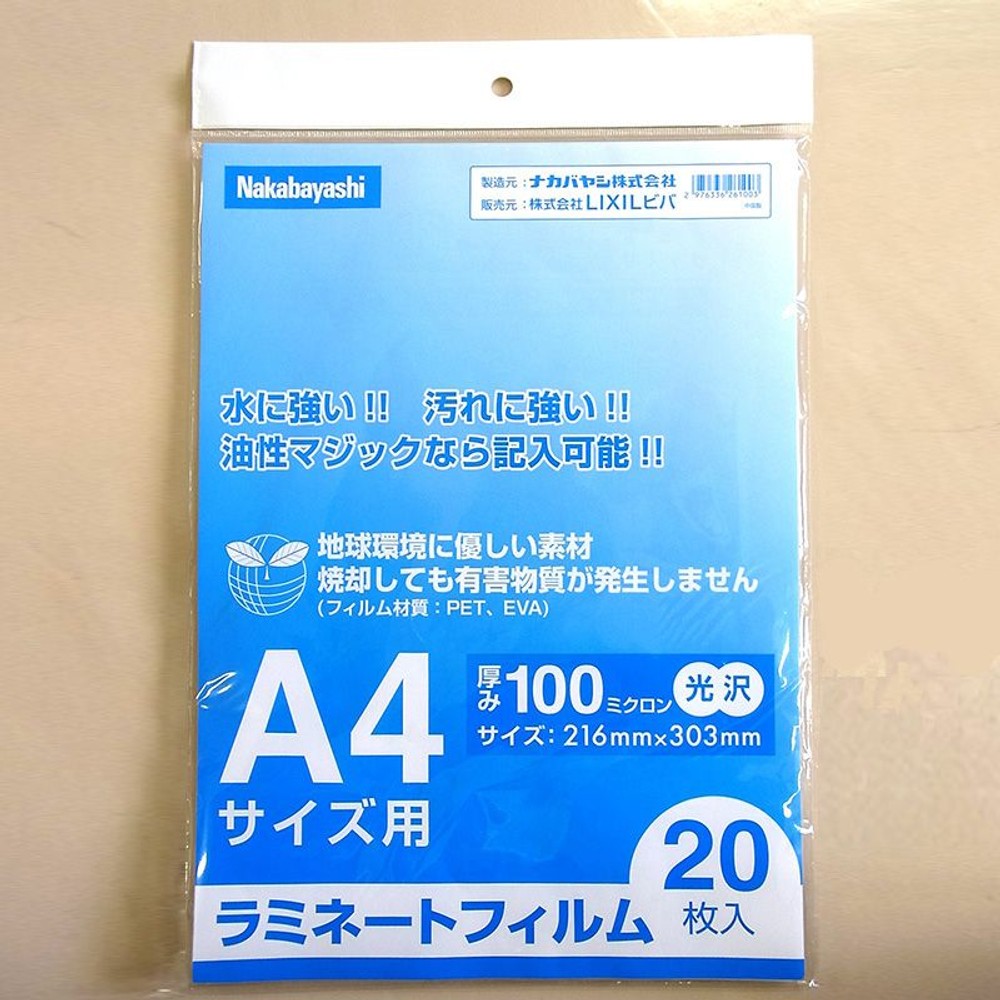 Nakabayashi
製造元：ナカバヤシ株式会社
販売元：株式会社LIXILビバ
2 976336 261003
中国製
水に強い!! 汚れに強い!!
油性マジックなら記入可能!!
地球環境に優しい素材
焼却しても有害物質が発生しません
(フィルム材質：PET、EVA)
A4
サイズ用
厚み100ミクロン 光沢
サイズ：216mm×303mm
20
枚入
ラミネートフィルム